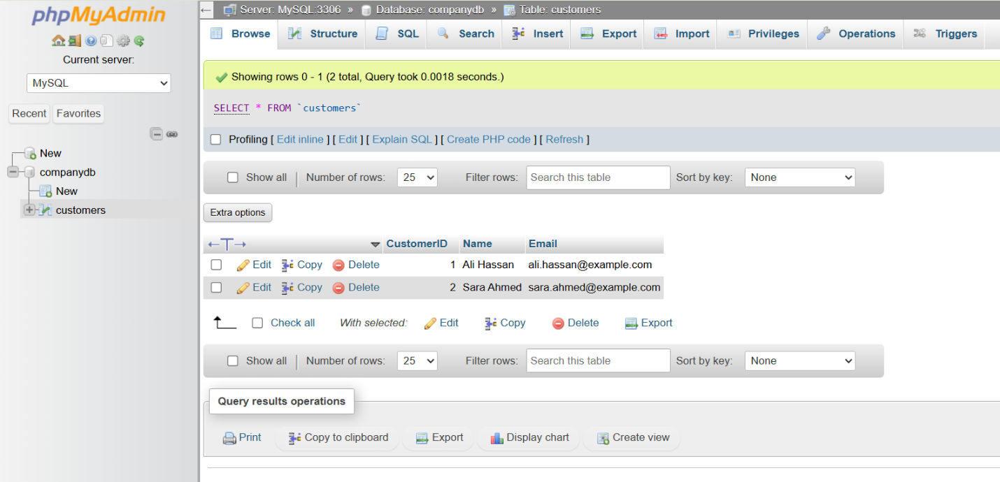 phpMyAdmin
Current server:
MySQL
Recent Favorites
New
companydb
New
customers
Server: MySQL:3306 » Database: companydb » Table: customers
Browse Structure SQL Search Insert Export Import Privileges Operations Triggers
Showing rows 0 - 1 (2 total, Query took 0.0018 seconds.)
SELECT * FROM `customers`
Profiling [ Edit inline ] [ Edit ] [ Explain SQL ] [ Create PHP code ] [ Refresh ]
Show all | Number of rows: 25 Filter rows: Search this table Sort by key: None
Extra options
←T→ CustomerID Name Email
Edit Copy Delete 1 Ali Hassan ali.hassan@example.com
Edit Copy Delete 2 Sara Ahmed sara.ahmed@example.com
Check all With selected: Edit Copy Delete Export
Show all | Number of rows: 25 Filter rows: Search this table Sort by key: None
Query results operations
Print Copy to clipboard Export Display chart Create view